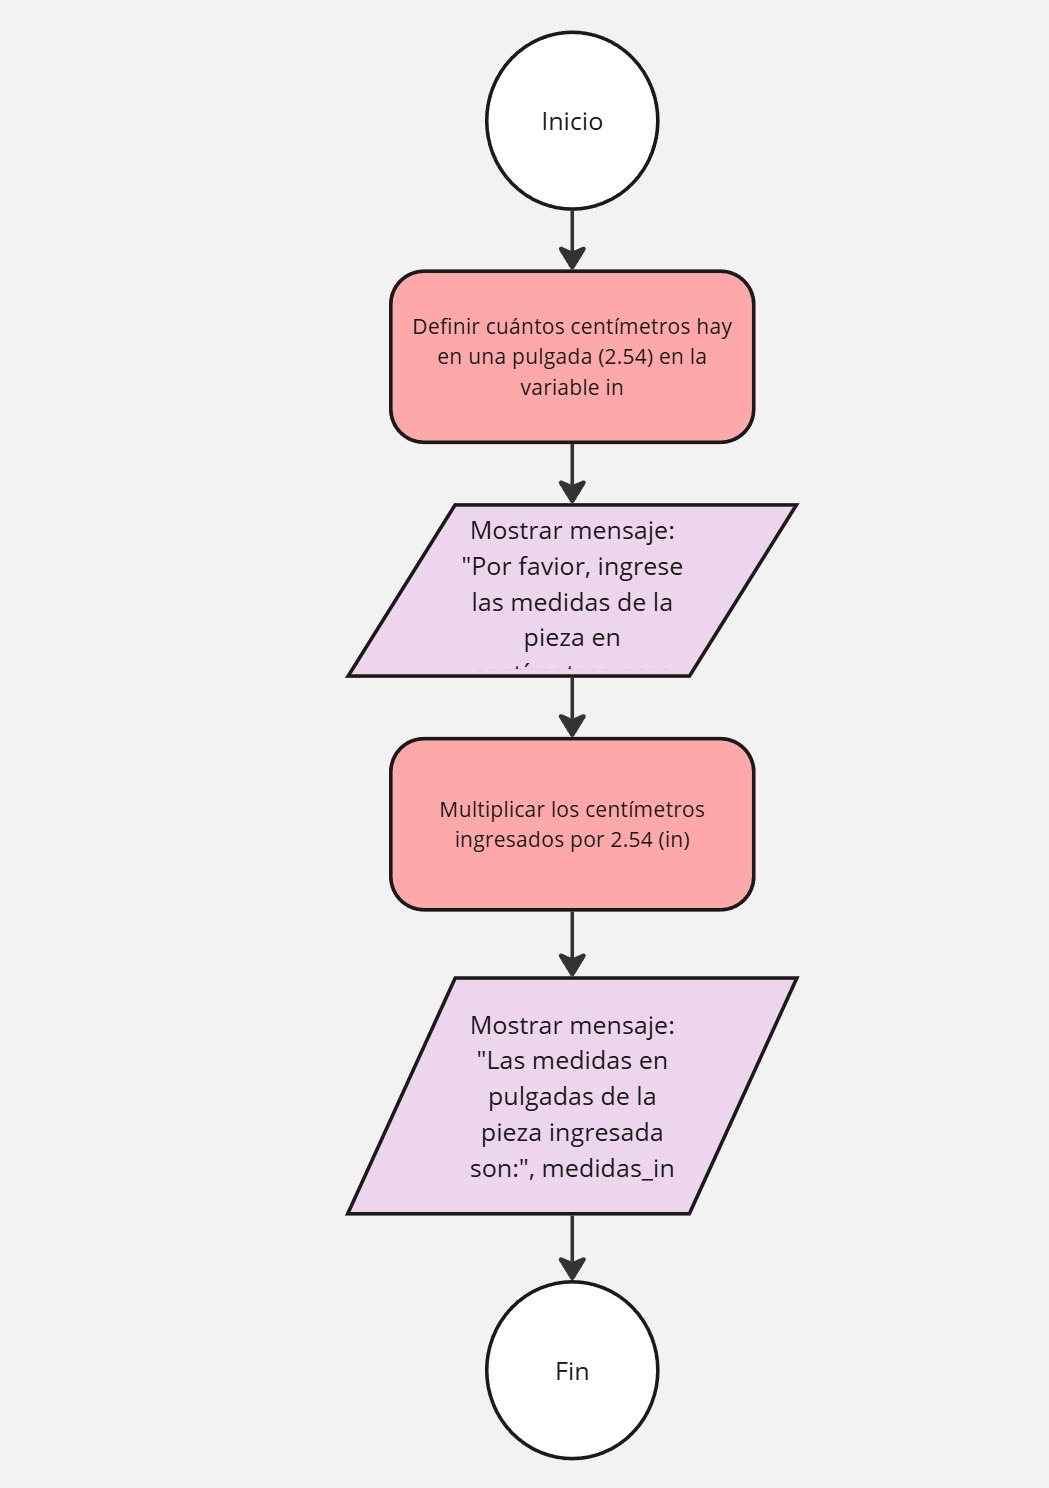 Inicio
Definir cuántos centímetros hay
en una pulgada (2.54) en la
variable in
Mostrar mensaje:
"Por favior, ingrese
las medidas de la
pieza en
Multiplicar los centímetros
ingresados por 2.54 (in)
Mostrar mensaje:
"Las medidas en
pulgadas de la
pieza ingresada
son:", medidas_in
Fin